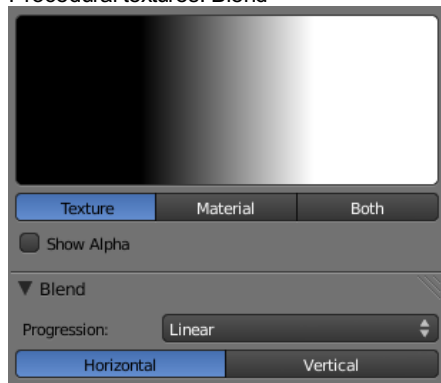 Procedural textures: Blend
Texture Material Both
Show Alpha
Blend
Progression: Linear
Horizontal Vertical